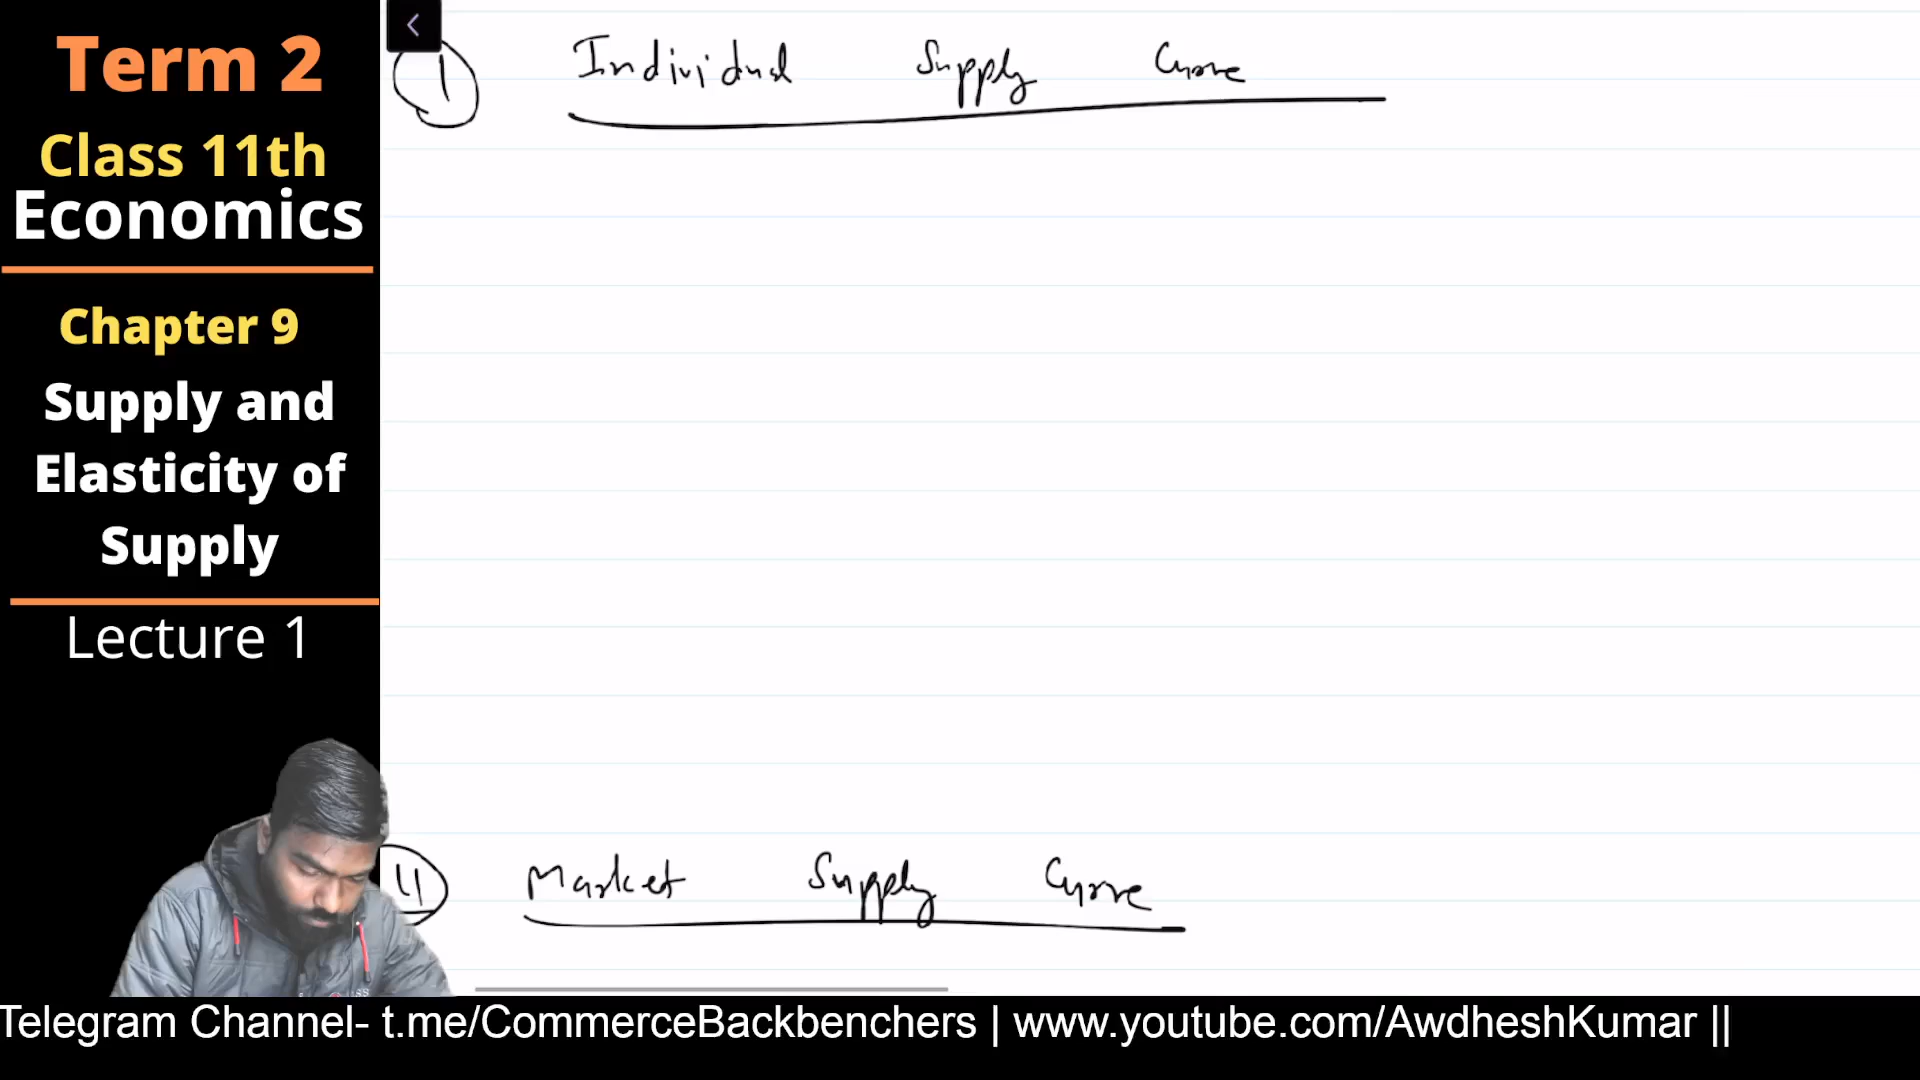 Term 2
Class 11th
Economics
Chapter 9
Supply and
Elasticity of
Supply
Lecture 1
I Individual Supply Curve
II Market Supply Curve
Telegram Channel- t.me/CommerceBackbenchers | www.youtube.com/AwdheshKumar ||